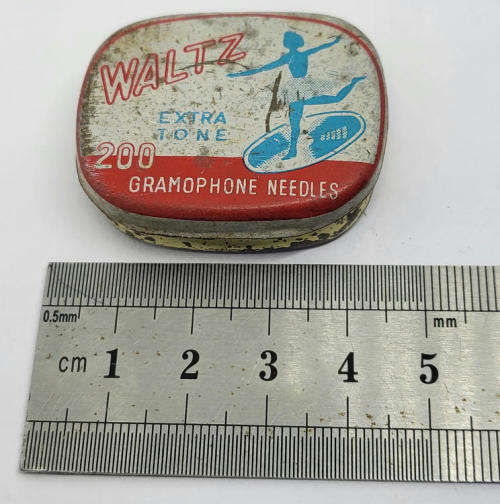 WALTZ
EXTRA
TONE
200
GRAMOPHONE NEEDLES
0.5mm
mm
cm 1 2 3 4 5